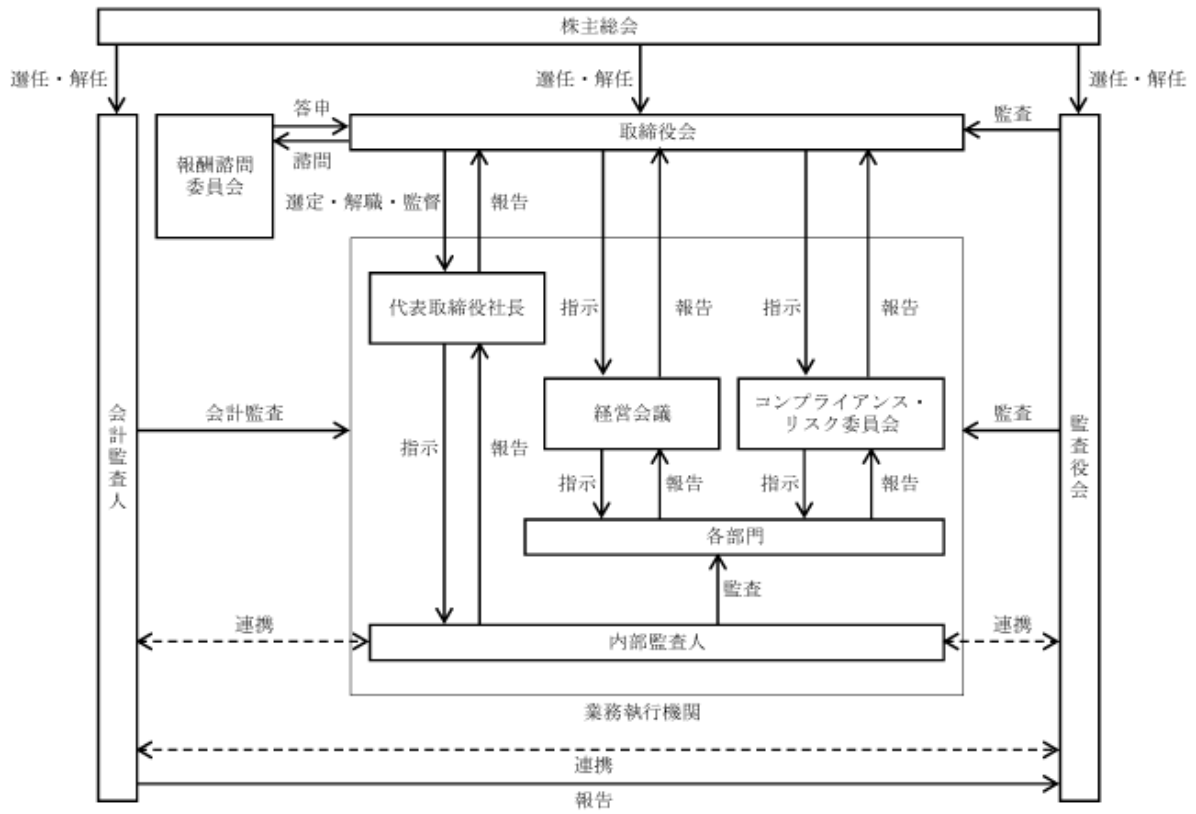 株主総会
選任・解任
選任・解任
選任・解任
答申
取締役会
監査
諮問
報酬諮問
委員会
選定・解職・監督
報告
代表取締役社長
指示
報告
指示
報告
経営会議
コンプライアンス・
リスク委員会
会計監査
監査
会計監査人
監査役会
指示
報告
指示
報告
指示
報告
各部門
監査
連携
内部監査人
連携
業務執行機関
連携
報告